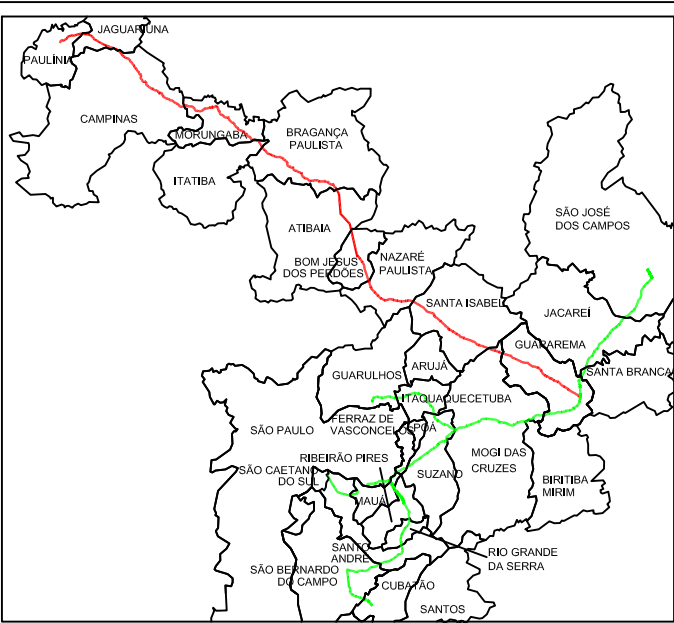 JAGUARIÚNA
PAULÍNIA
CAMPINAS
MORUNGABA
BRAGANÇA
PAULISTA
ITATIBA
ATIBAIA
BOM JESUS
DOS PERDÕES
NAZARÉ
PAULISTA
SÃO JOSÉ
DOS CAMPOS
SANTA ISABEL
JACAREÍ
GUARAREMA
SANTA BRANCA
ARUJÁ
GUARULHOS
ITAQUAQUECETUBA
FERRAZ DE
VASCONCELOS
POÁ
SÃO PAULO
MOGI DAS
CRUZES
RIBEIRÃO PIRES
SÃO CAETANO
DO SUL
SUZANO
BIRITIBA
MIRIM
MAUÁ
SANTO
ANDRÉ
RIO GRANDE
DA SERRA
SÃO BERNARDO
DO CAMPO
CUBATÃO
SANTOS